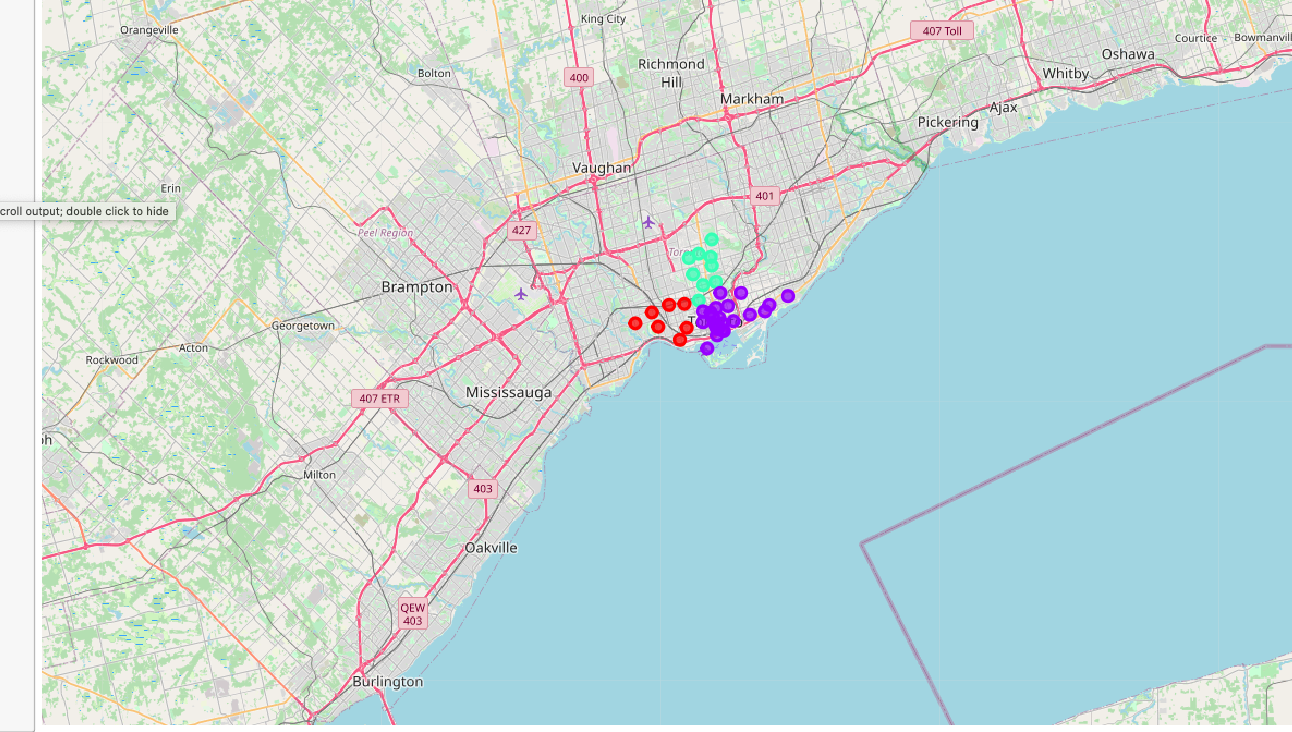 King City
Orangeville
407 Toll
Courtice
Bowmanvill
Oshawa
Richmond
Hill
Whitby
Bolton
400
Markham
Ajax
Pickering
Vaughan
Erin
401
croll output; double click to hide
427
Peel Region
Brampton
Georgetown
Acton
Rockwood
Mississauga
407 ETR
Milton
403
Oakville
QEW
403
Burlington